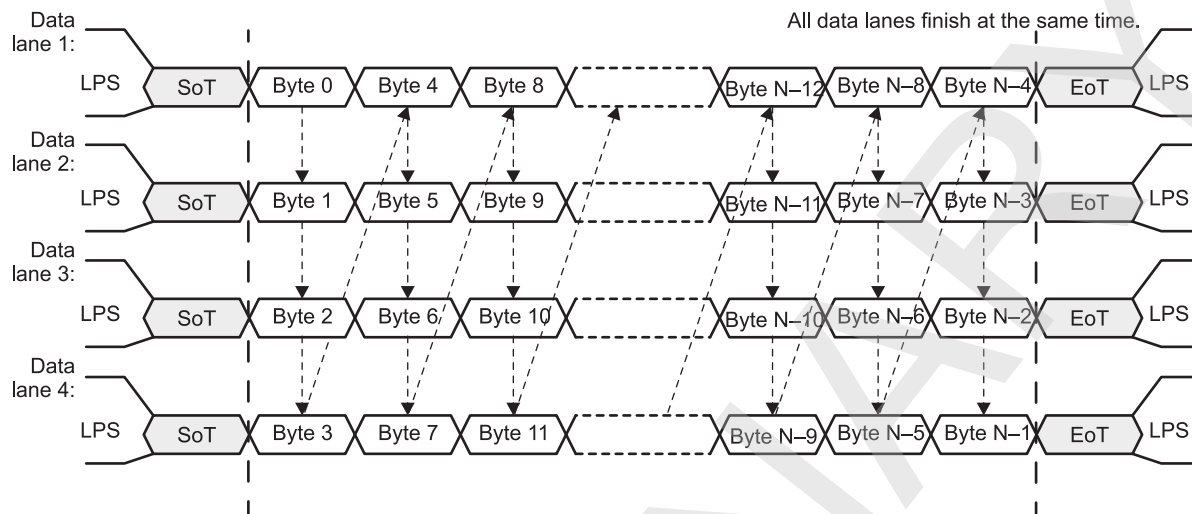 All data lanes finish at the same time.
Data
lane 1:
LPS SoT Byte 0 Byte 4 Byte 8 Byte N–12 Byte N–8 Byte N–4 EoT LPS
Data
lane 2:
LPS SoT Byte 1 Byte 5 Byte 9 Byte N–11 Byte N–7 Byte N–3 EoT LPS
Data
lane 3:
LPS SoT Byte 2 Byte 6 Byte 10 Byte N–10 Byte N–6 Byte N–2 EoT LPS
Data
lane 4:
LPS SoT Byte 3 Byte 7 Byte 11 Byte N–9 Byte N–5 Byte N–1 EoT LPS